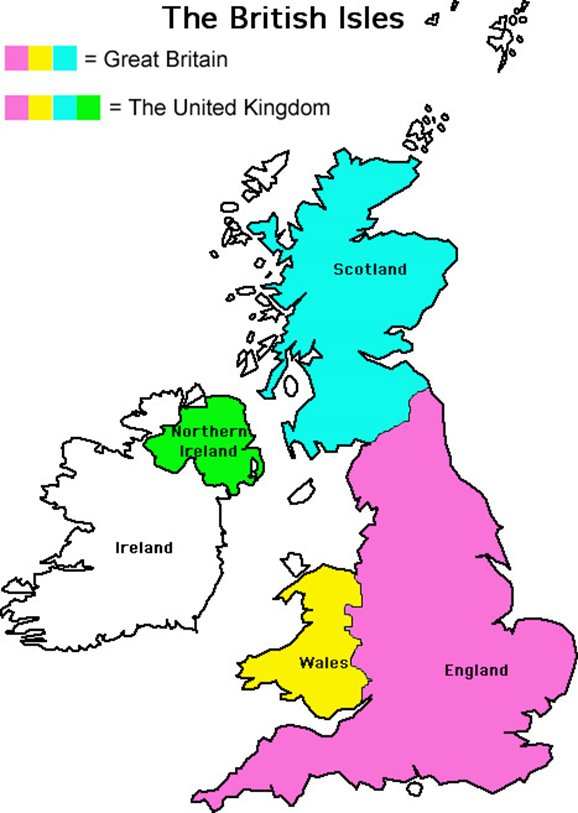 The British Isles
= Great Britain
= The United Kingdom
Scotland
Northern
Ireland
Ireland
Wales
England